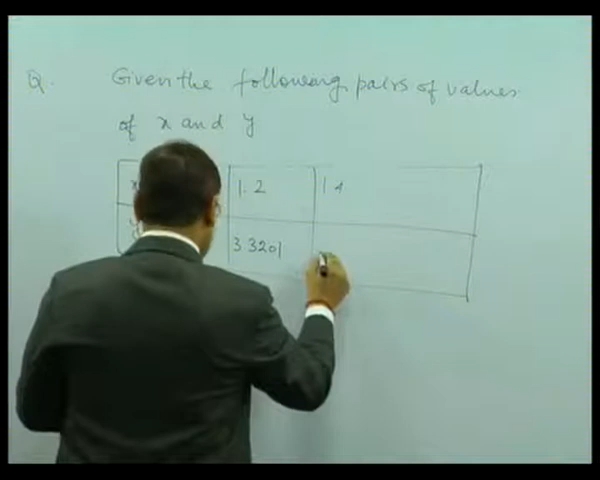 Q. Given the following pairs of values
of x and y
x 1.2 1.4
y 3.3201